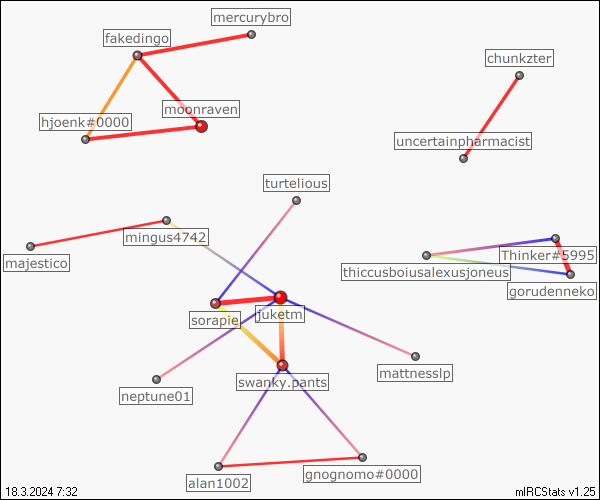 mercurybro
fakedingo
chunkzter
moonraven
hjoenk#0000
uncertainpharmacist
turtelious
mingus4742
majestico
Thinker#5995
thiccusboiusalexusjoneus
gorudenneko
sorapie
juketm
mattnesslp
swanky.pants
neptune01
gnognomo#0000
alan1002
18.3.2024 7:32
mIRCStats v1.25